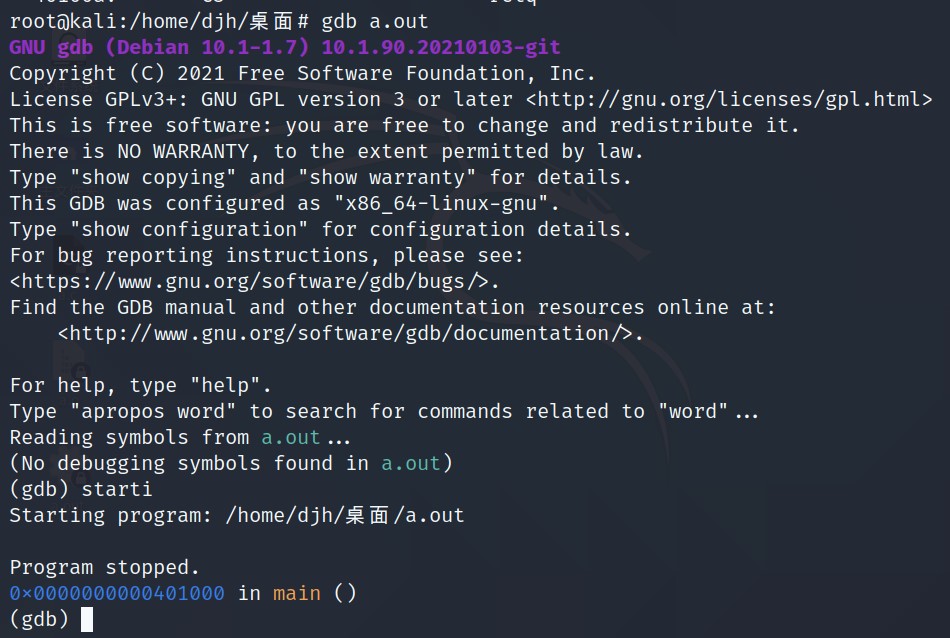 root@kali:/home/djh/桌面# gdb a.out
GNU gdb (Debian 10.1-1.7) 10.1.90.20210103-git
Copyright (C) 2021 Free Software Foundation, Inc.
License GPLv3+: GNU GPL version 3 or later <http://gnu.org/licenses/gpl.html>
This is free software: you are free to change and redistribute it.
There is NO WARRANTY, to the extent permitted by law.
Type "show copying" and "show warranty" for details.
This GDB was configured as "x86_64-linux-gnu".
Type "show configuration" for configuration details.
For bug reporting instructions, please see:
<https://www.gnu.org/software/gdb/bugs/>.
Find the GDB manual and other documentation resources online at:
    <http://www.gnu.org/software/gdb/documentation/>.
For help, type "help".
Type "apropos word" to search for commands related to "word"...
Reading symbols from a.out...
(No debugging symbols found in a.out)
(gdb) starti
Starting program: /home/djh/桌面/a.out
Program stopped.
0x0000000000401000 in main ()
(gdb)